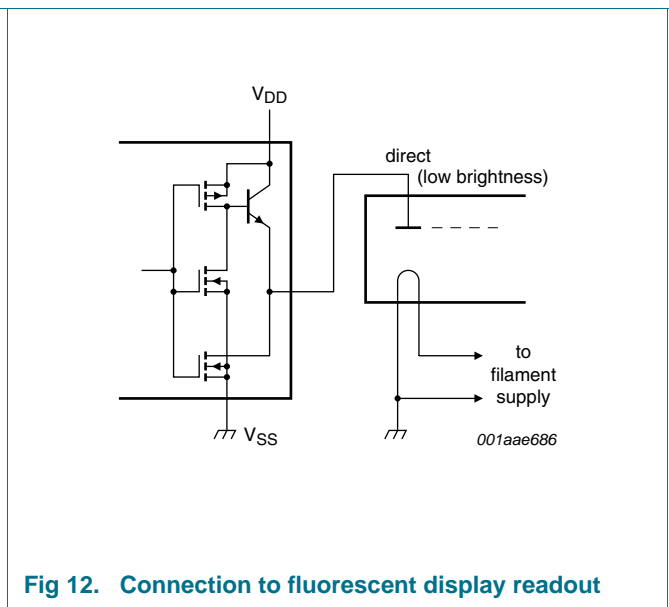 VDD
direct
(low brightness)
to
filament
supply
VSS
001aae686
Fig 12. Connection to fluorescent display readout